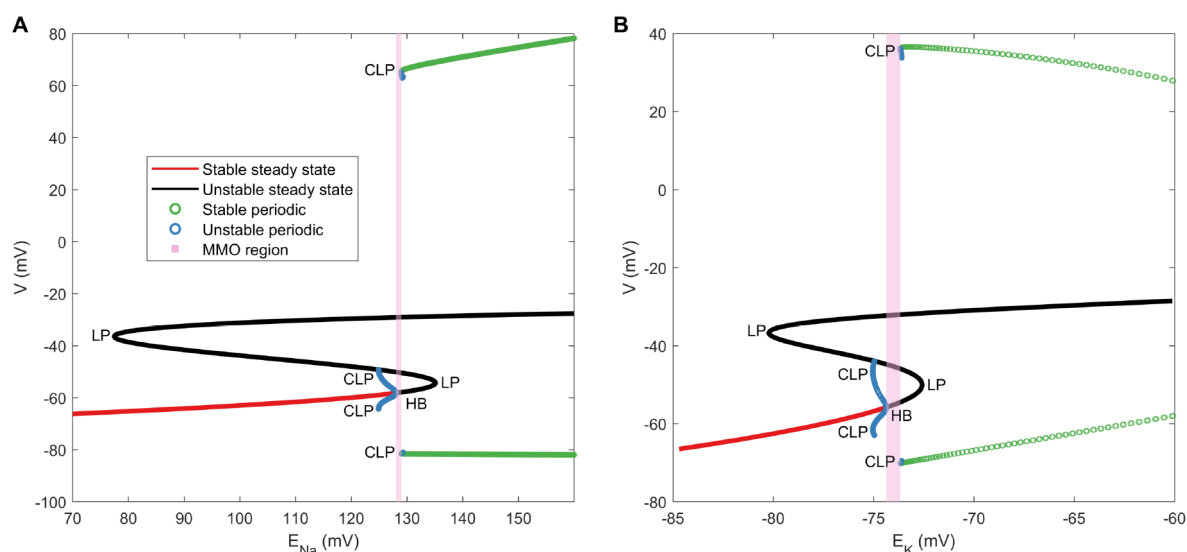 A
80
60
40
20
0
-20
-40
-60
-80
-100
V (mV)
CLP
Stable steady state
Unstable steady state
Stable periodic
Unstable periodic
MMO region
LP
CLP
LP
HB
CLP
CLP
70
80
90
100
110
120
130
140
150
E_Na (mV)
B
40
20
0
-20
-40
-60
-80
V (mV)
CLP
LP
CLP
LP
HB
CLP
CLP
-85
-80
-75
-70
-65
-60
E_K (mV)